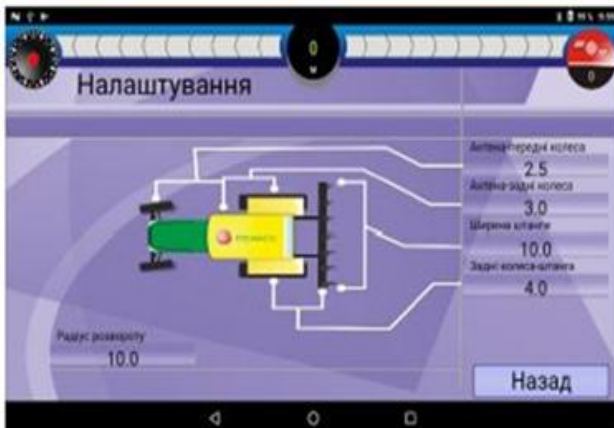 0
м
0
Налаштування
Антена-передні колеса
2.5
Антена-задні колеса
3.0
Ширина штанги
10.0
Задні колеса-штанга
4.0
Радіус розвороту
10.0
Назад